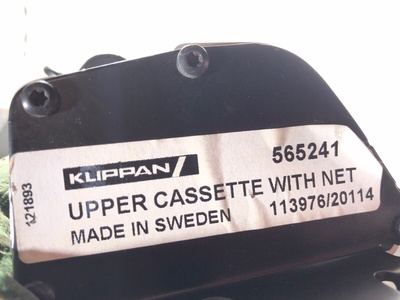 KLIPPAN 565241
UPPER CASSETTE WITH NET
MADE IN SWEDEN 113976/20114
121893